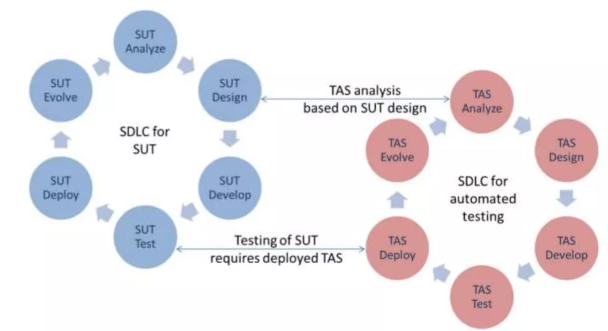 SUT
Analyze
SUT
Design
SUT
Develop
SUT
Test
SUT
Deploy
SUT
Evolve
SDLC for
SUT
TAS analysis
based on SUT design
Testing of SUT
requires deployed TAS
TAS
Analyze
TAS
Design
TAS
Develop
TAS
Test
TAS
Deploy
TAS
Evolve
SDLC for
automated
testing